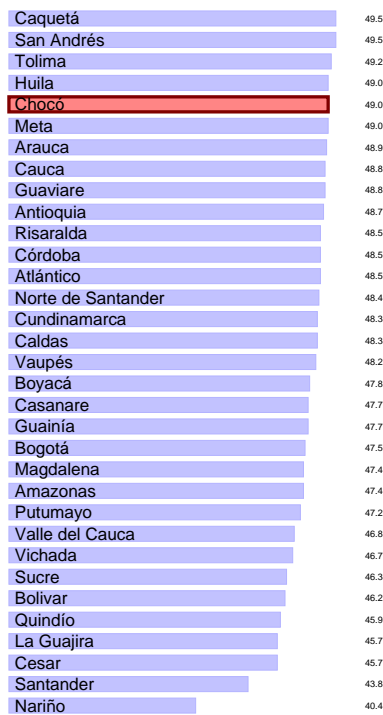 Caquetá 49.5
San Andrés 49.5
Tolima 49.2
Huila 49.0
Chocó 49.0
Meta 49.0
Arauca 48.9
Cauca 48.8
Guaviare 48.8
Antioquia 48.7
Risaralda 48.5
Córdoba 48.5
Atlántico 48.5
Norte de Santander 48.4
Cundinamarca 48.3
Caldas 48.3
Vaupés 48.2
Boyacá 47.8
Casanare 47.7
Guainía 47.7
Bogotá 47.5
Magdalena 47.4
Amazonas 47.4
Putumayo 47.2
Valle del Cauca 46.8
Vichada 46.7
Sucre 46.3
Bolivar 46.2
Quindío 45.9
La Guajira 45.7
Cesar 45.7
Santander 43.8
Nariño 40.4